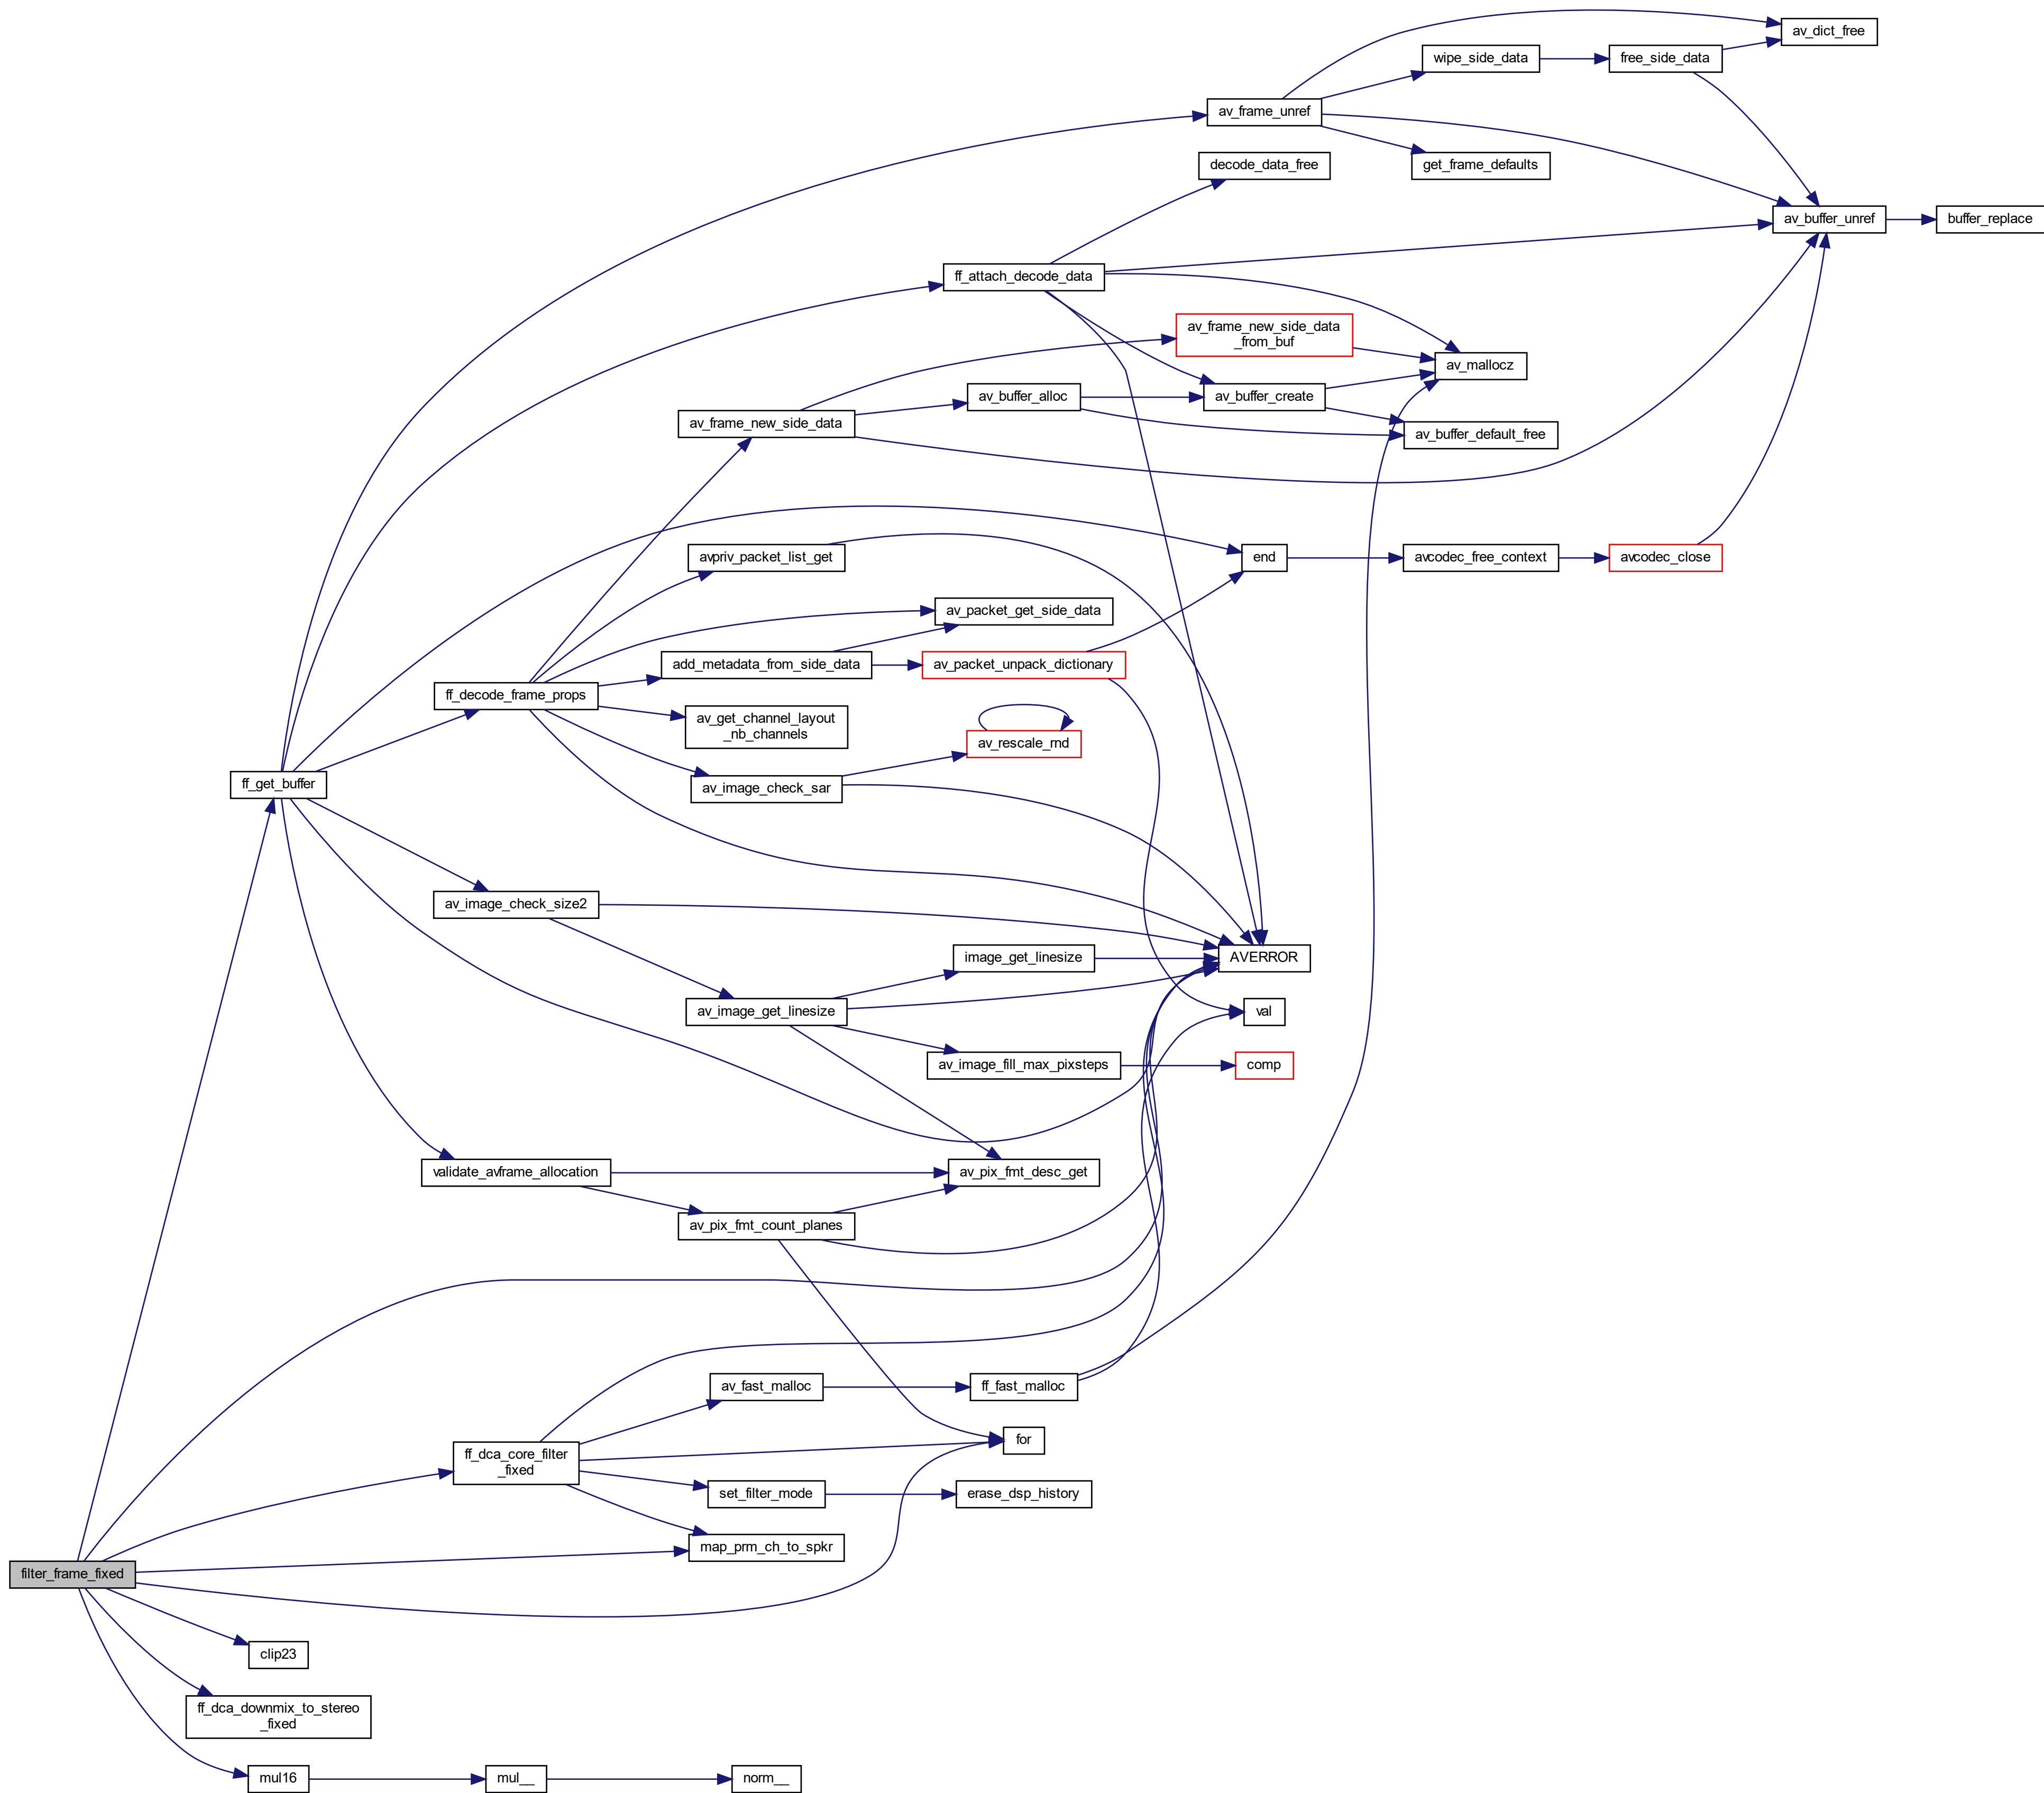 av_dict_free
wipe_side_data
free_side_data
av_frame_unref
decode_data_free
get_frame_defaults
av_buffer_unref
buffer_replace
ff_attach_decode_data
av_frame_new_side_data
_from_buf
av_mallocz
av_buffer_alloc
av_buffer_create
av_frame_new_side_data
av_buffer_default_free
avpriv_packet_list_get
end
avcodec_free_context
avcodec_close
av_packet_get_side_data
add_metadata_from_side_data
av_packet_unpack_dictionary
ff_decode_frame_props
av_get_channel_layout
_nb_channels
av_rescale_rnd
ff_get_buffer
av_image_check_sar
av_image_check_size2
image_get_linesize
AVERROR
av_image_get_linesize
val
av_image_fill_max_pixsteps
comp
validate_avframe_allocation
av_pix_fmt_desc_get
av_pix_fmt_count_planes
av_fast_malloc
ff_fast_malloc
for
ff_dca_core_filter
_fixed
set_filter_mode
erase_dsp_history
map_prm_ch_to_spkr
filter_frame_fixed
clip23
ff_dca_downmix_to_stereo
_fixed
mul16
mul__
norm__